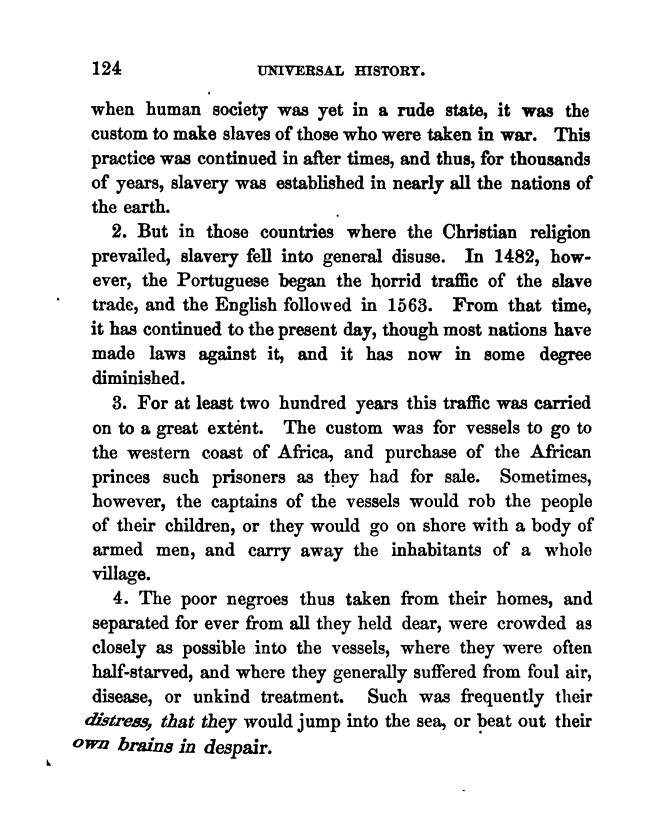 124 UNIVERSAL HISTORY.
when human society was yet in a rude state, it was the
custom to make slaves of those who were taken in war. This
practice was continued in after times, and thus, for thousands
of years, slavery was established in nearly all the nations of
the earth.
2. But in those countries where the Christian religion
prevailed, slavery fell into general disuse. In 1482, how-
ever, the Portuguese began the horrid traffic of the slave
trade, and the English followed in 1563. From that time,
it has continued to the present day, though most nations have
made laws against it, and it has now in some degree
diminished.
3. For at least two hundred years this traffic was carried
on to a great extent. The custom was for vessels to go to
the western coast of Africa, and purchase of the African
princes such prisoners as they had for sale. Sometimes,
however, the captains of the vessels would rob the people
of their children, or they would go on shore with a body of
armed men, and carry away the inhabitants of a whole
village.
4. The poor negroes thus taken from their homes, and
separated for ever from all they held dear, were crowded as
closely as possible into the vessels, where they were often
half-starved, and where they generally suffered from foul air,
disease, or unkind treatment. Such was frequently their
distress, that they would jump into the sea, or beat out their
own brains in despair.